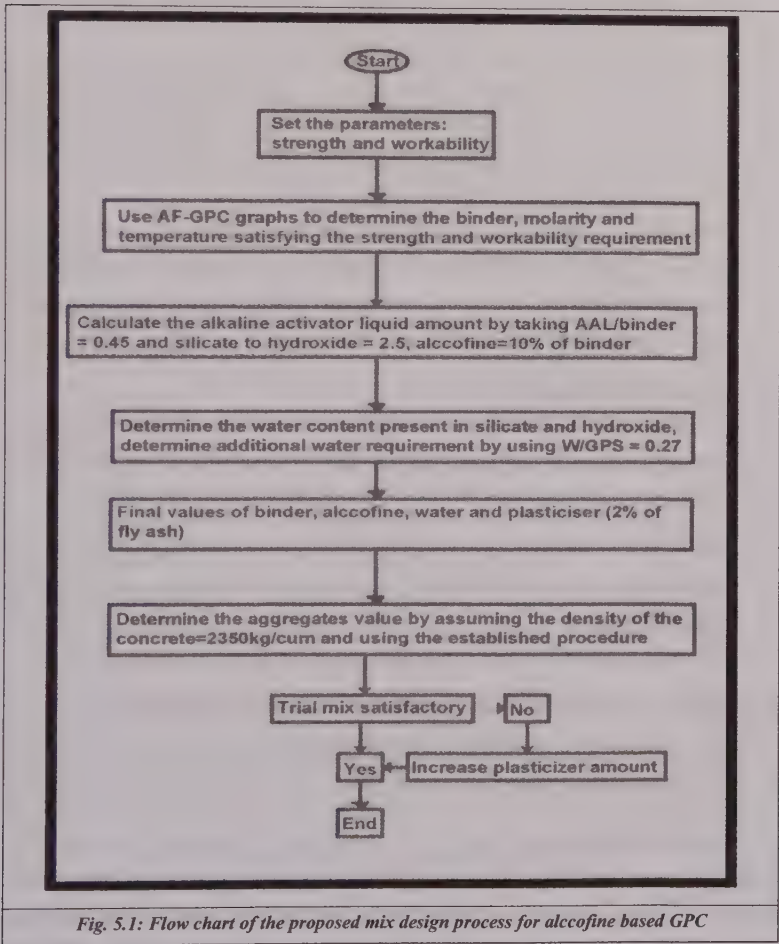 Start
Set the parameters:
strength and workability
Use AF-GPC graphs to determine the binder, molarity and
temperature satisfying the strength and workability requirement
Calculate the alkaline activator liquid amount by taking AAL/binder
= 0.45 and silicate to hydroxide = 2.5, alccofine=10% of binder
Determine the water content present in silicate and hydroxide,
determine additional water requirement by using W/GPS = 0.27
Final values of binder, alccofine, water and plasticiser (2% of
fly ash)
Determine the aggregates value by assuming the density of the
concrete=2350kg/cum and using the established procedure
Trial mix satisfactory
No
Yes
Increase plasticizer amount
End
Fig. 5.1: Flow chart of the proposed mix design process for alccofine based GPC